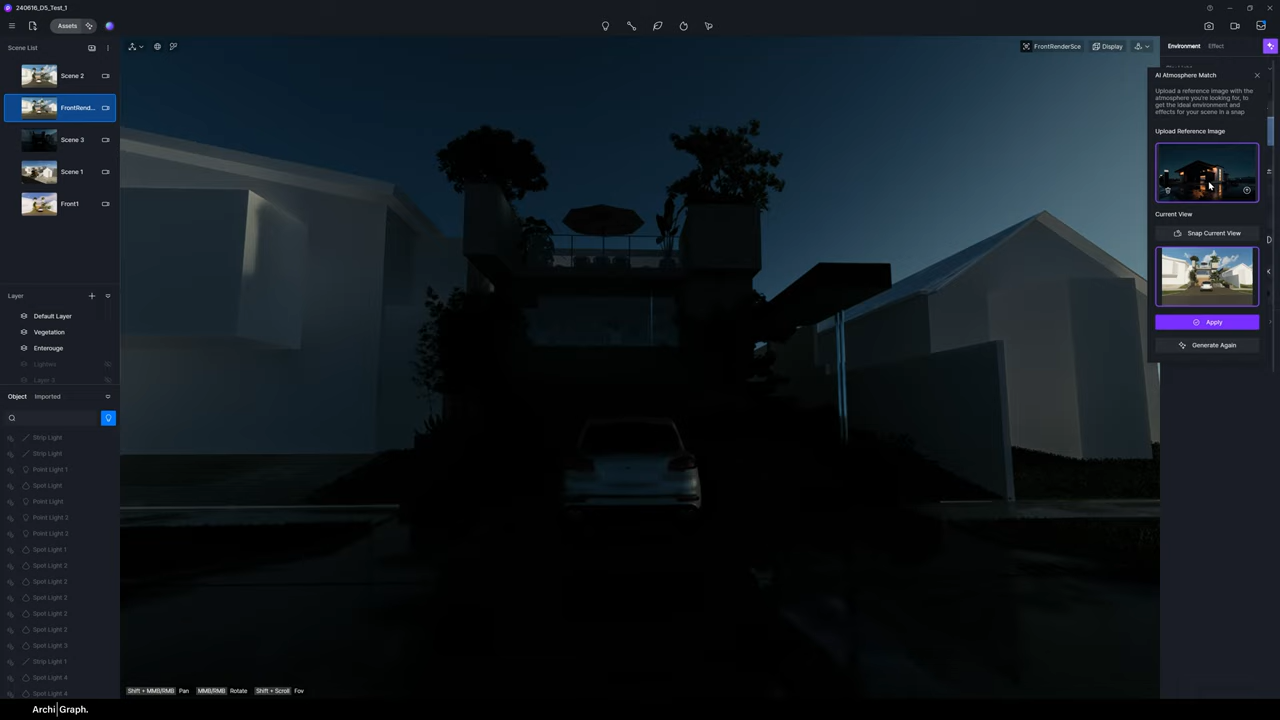 240616_D5_Test_1
Assets
Scene List
Scene 2
FrontRend...
Scene 3
Scene 1
Front1
Layer
Default Layer
Vegetation
Enterouge
Lighties
Layer 6
Object
Imported
Strip Light
Strip Light
Point Light 1
Spot Light
Point Light
Point Light 2
Point Light 2
Spot Light 1
Spot Light 2
Spot Light 2
Spot Light 2
Spot Light 2
Spot Light 2
Spot Light 3
Strip Light 1
Spot Light 4
Spot Light 4
FrontRenderSce
Display
Environment
Effect
AI Atmosphere Match
Upload a reference image with the
atmosphere you're looking for, to
get the ideal environment and
effects for your scene in a snap
Upload Reference Image
Current View
Snap Current View
Apply
Generate Again
Shift + MMB/RMB Pan MMB/RMB Rotate Shift + Scroll Fov
Archi|Graph.